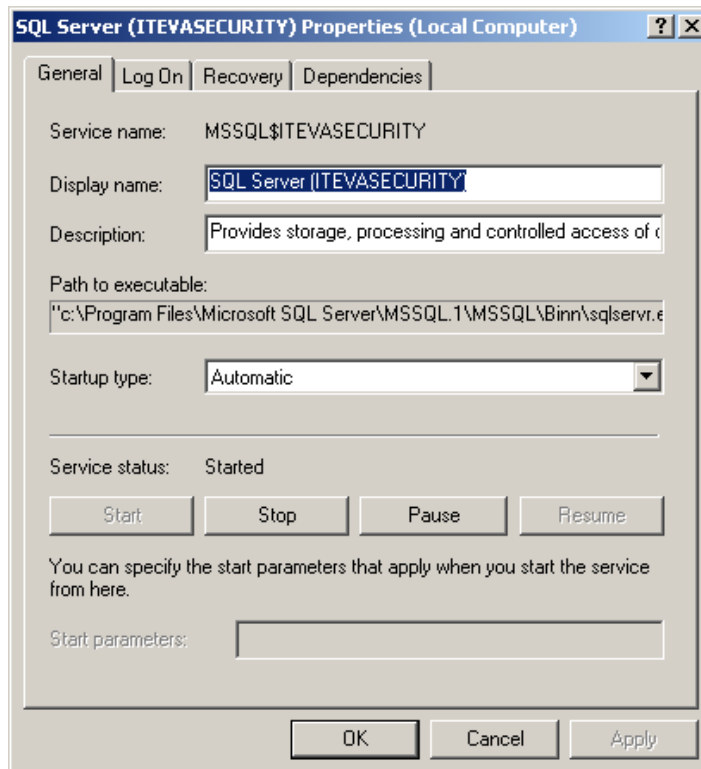 SQL Server (ITEVASECURITY) Properties (Local Computer)
General Log On Recovery Dependencies
Service name: MSSQL$ITEVASECURITY
Display name: SQL Server (ITEVASECURITY)
Description: Provides storage, processing and controlled access of
Path to executable:
"c:\Program Files\Microsoft SQL Server\MSSQL.1\MSSQL\Binn\sqlservr.e
Startup type: Automatic
Service status: Started
Start Stop Pause Resume
You can specify the start parameters that apply when you start the service
from here.
Start parameters:
OK Cancel Apply